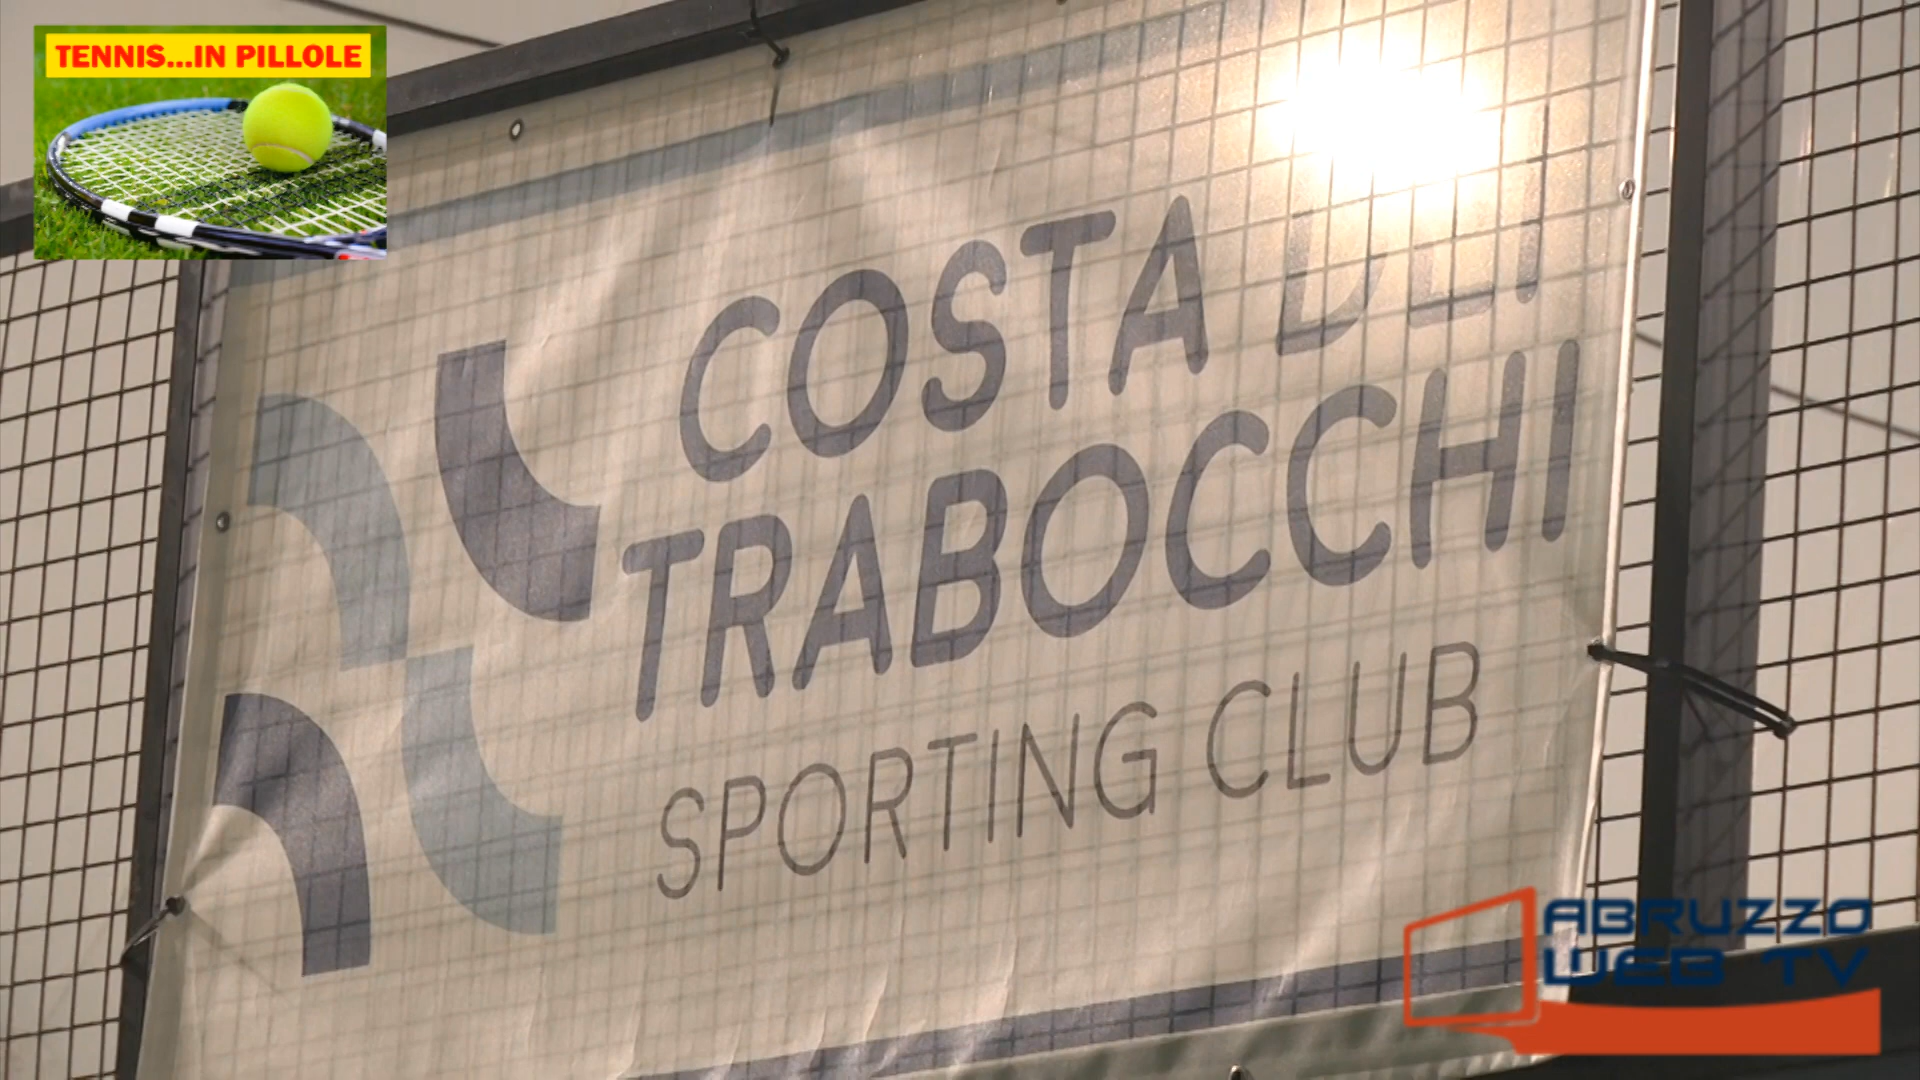 TENNIS...IN PILLOLE
COSTA DEI
TRABOCCHI
SPORTING CLUB
ABRUZZO
WEB TV